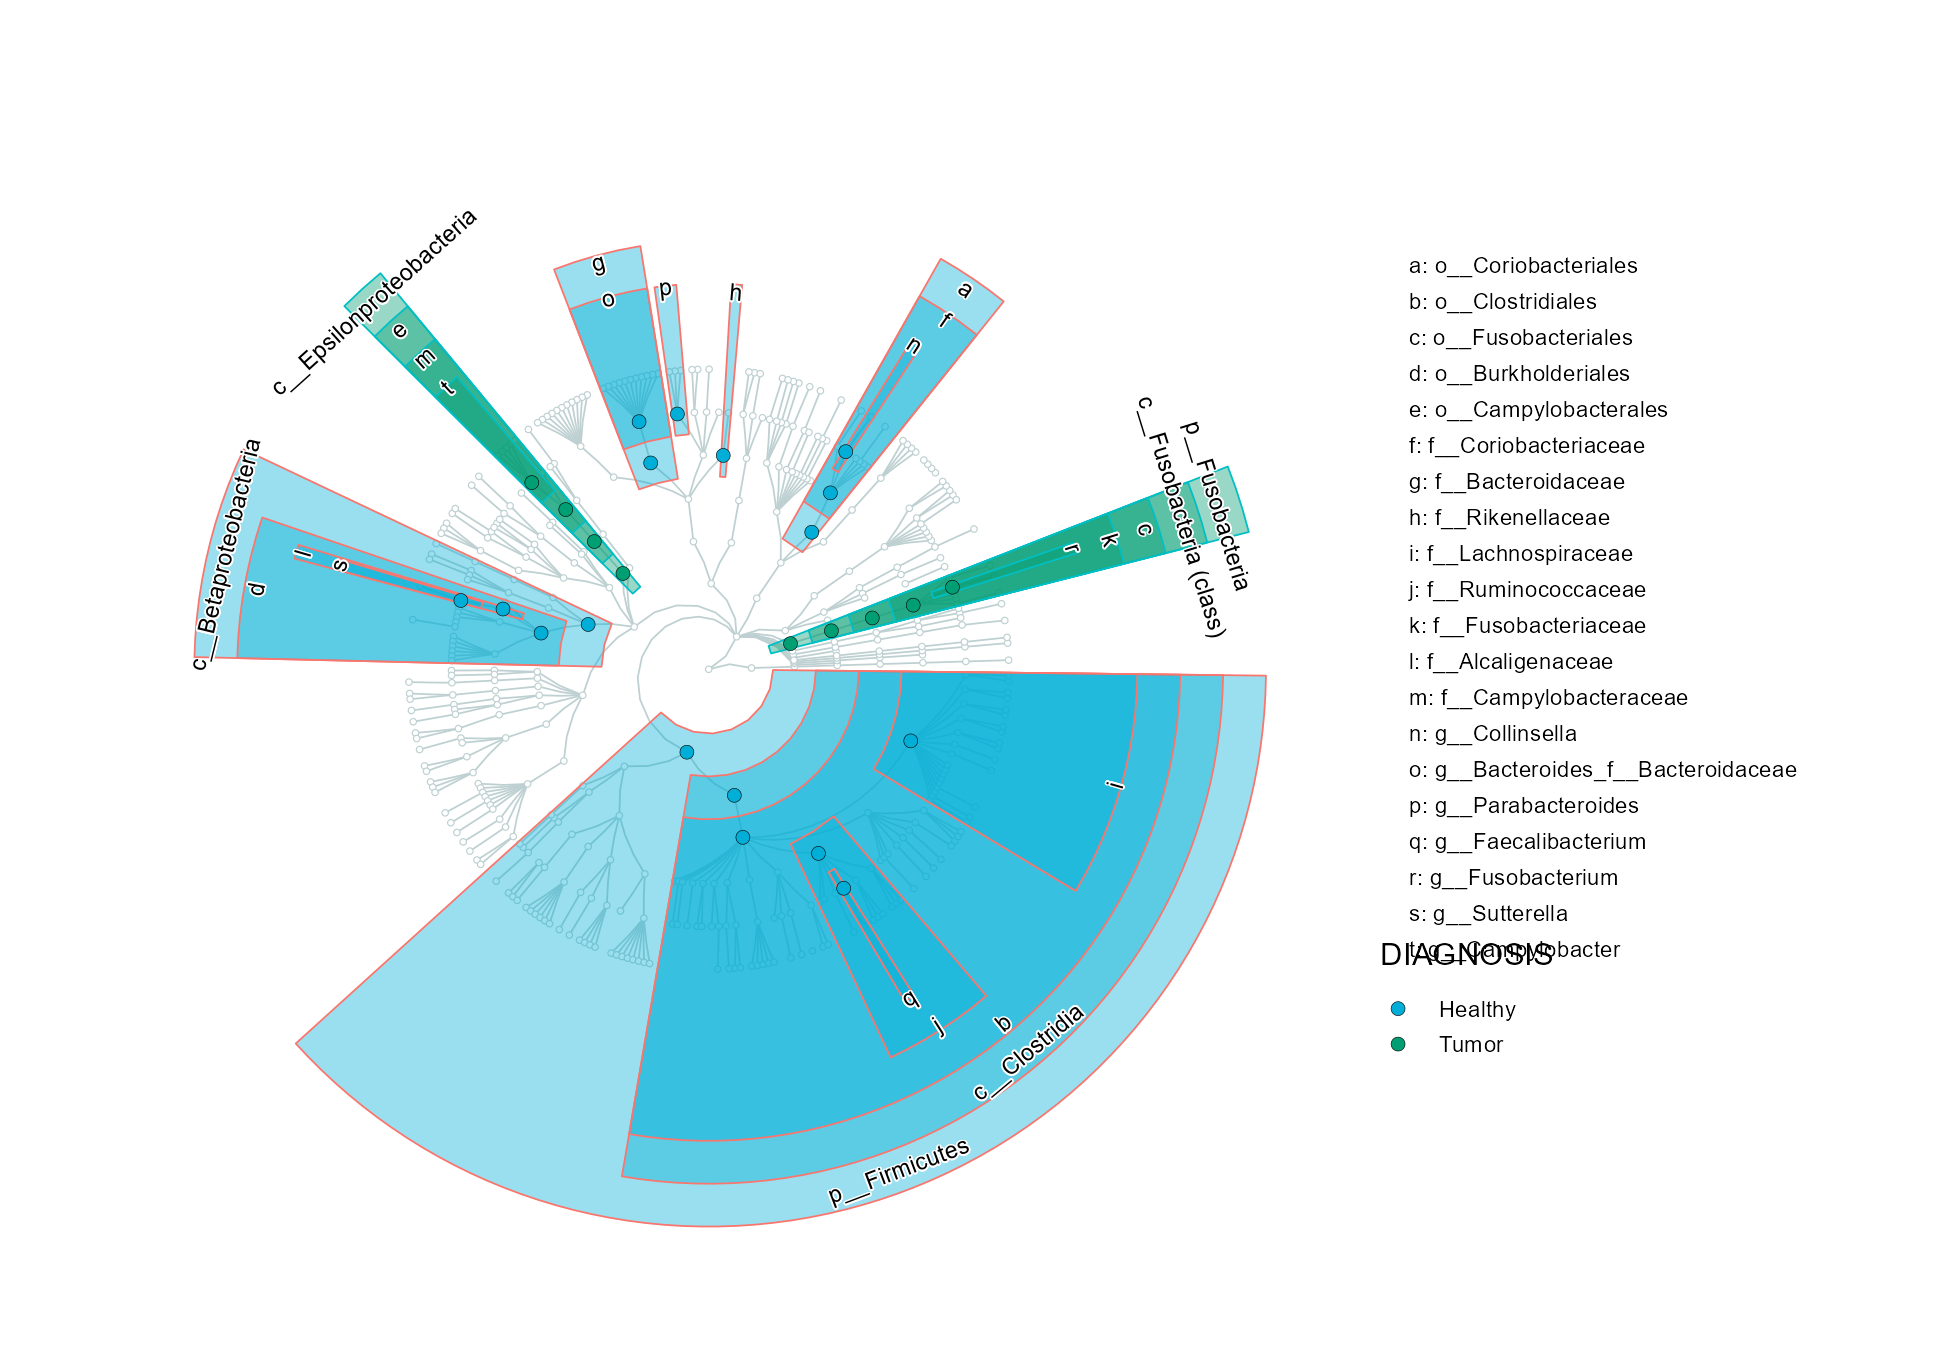 c__Epsilonproteobacteria
e
m
t
g
o
p
h
a
f
n
c__Fusobacteria (class)
p__Fusobacteria
c
k
r
c__Betaproteobacteria
d
l
s
i
q
j
b
c__Clostridia
p__Firmicutes
a: o__Coriobacteriales
b: o__Clostridiales
c: o__Fusobacteriales
d: o__Burkholderiales
e: o__Campylobacterales
f: f__Coriobacteriaceae
g: f__Bacteroidaceae
h: f__Rikenellaceae
i: f__Lachnospiraceae
j: f__Ruminococcaceae
k: f__Fusobacteriaceae
l: f__Alcaligenaceae
m: f__Campylobacteraceae
n: g__Collinsella
o: g__Bacteroides_f__Bacteroidaceae
p: g__Parabacteroides
q: g__Faecalibacterium
r: g__Fusobacterium
s: g__Sutterella
t: g__Campylobacter
DIAGNOSIS
Healthy
Tumor